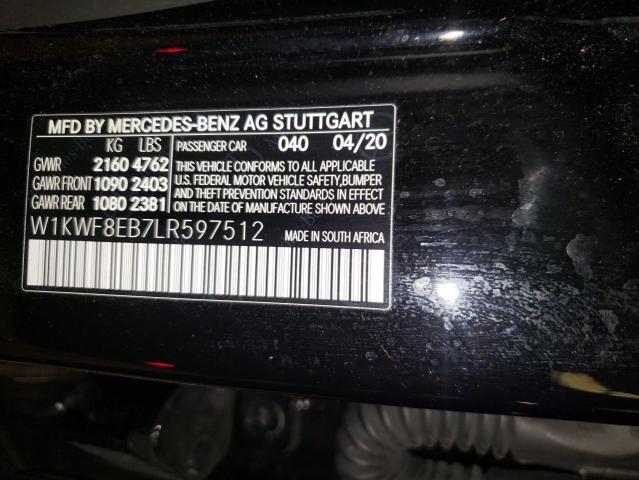 MFD BY MERCEDES-BENZ AG STUTTGART
KG LBS
GVWR 2160 4762
GAWR FRONT 1090 2403
GAWR REAR 1080 2381
PASSENGER CAR 040 04/20
THIS VEHICLE CONFORMS TO ALL APPLICABLE
U.S. FEDERAL MOTOR VEHICLE SAFETY,BUMPER
AND THEFT PREVENTION STANDARDS IN EFFECT
ON THE DATE OF MANUFACTURE SHOWN ABOVE.
W1KWF8EB7LR597512
MADE IN SOUTH AFRICA